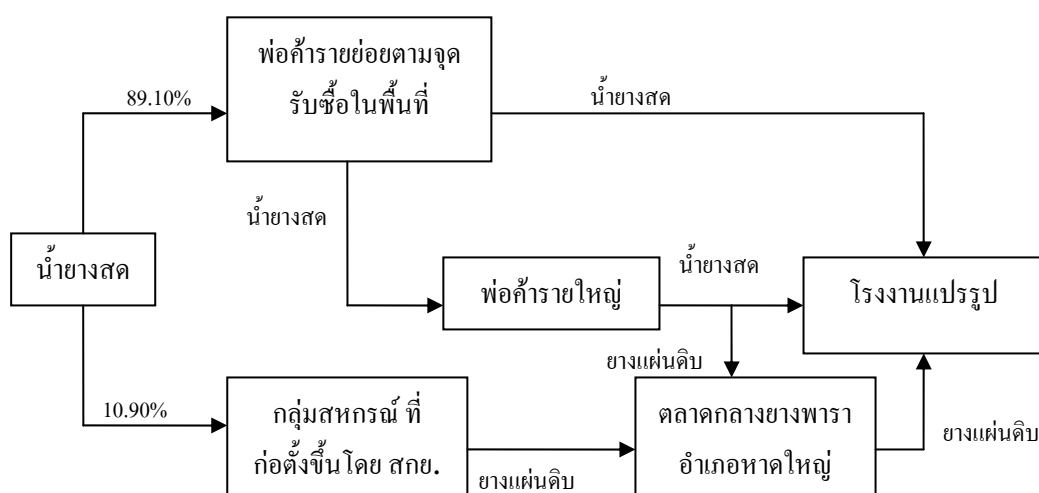 พ่อค้ารายย่อยตามจุด
รับซื้อในพื้นที่
89.10%
น้ำยางสด
น้ำยางสด
น้ำยางสด
น้ำยางสด
พ่อค้ารายใหญ่
โรงงานแปรรูป
ยางแผ่นดิบ
10.90%
กลุ่มสหกรณ์ ที่
ก่อตั้งขึ้นโดย สกย.
ยางแผ่นดิบ
ตลาดกลางยางพารา
อำเภอหาดใหญ่
ยางแผ่นดิบ